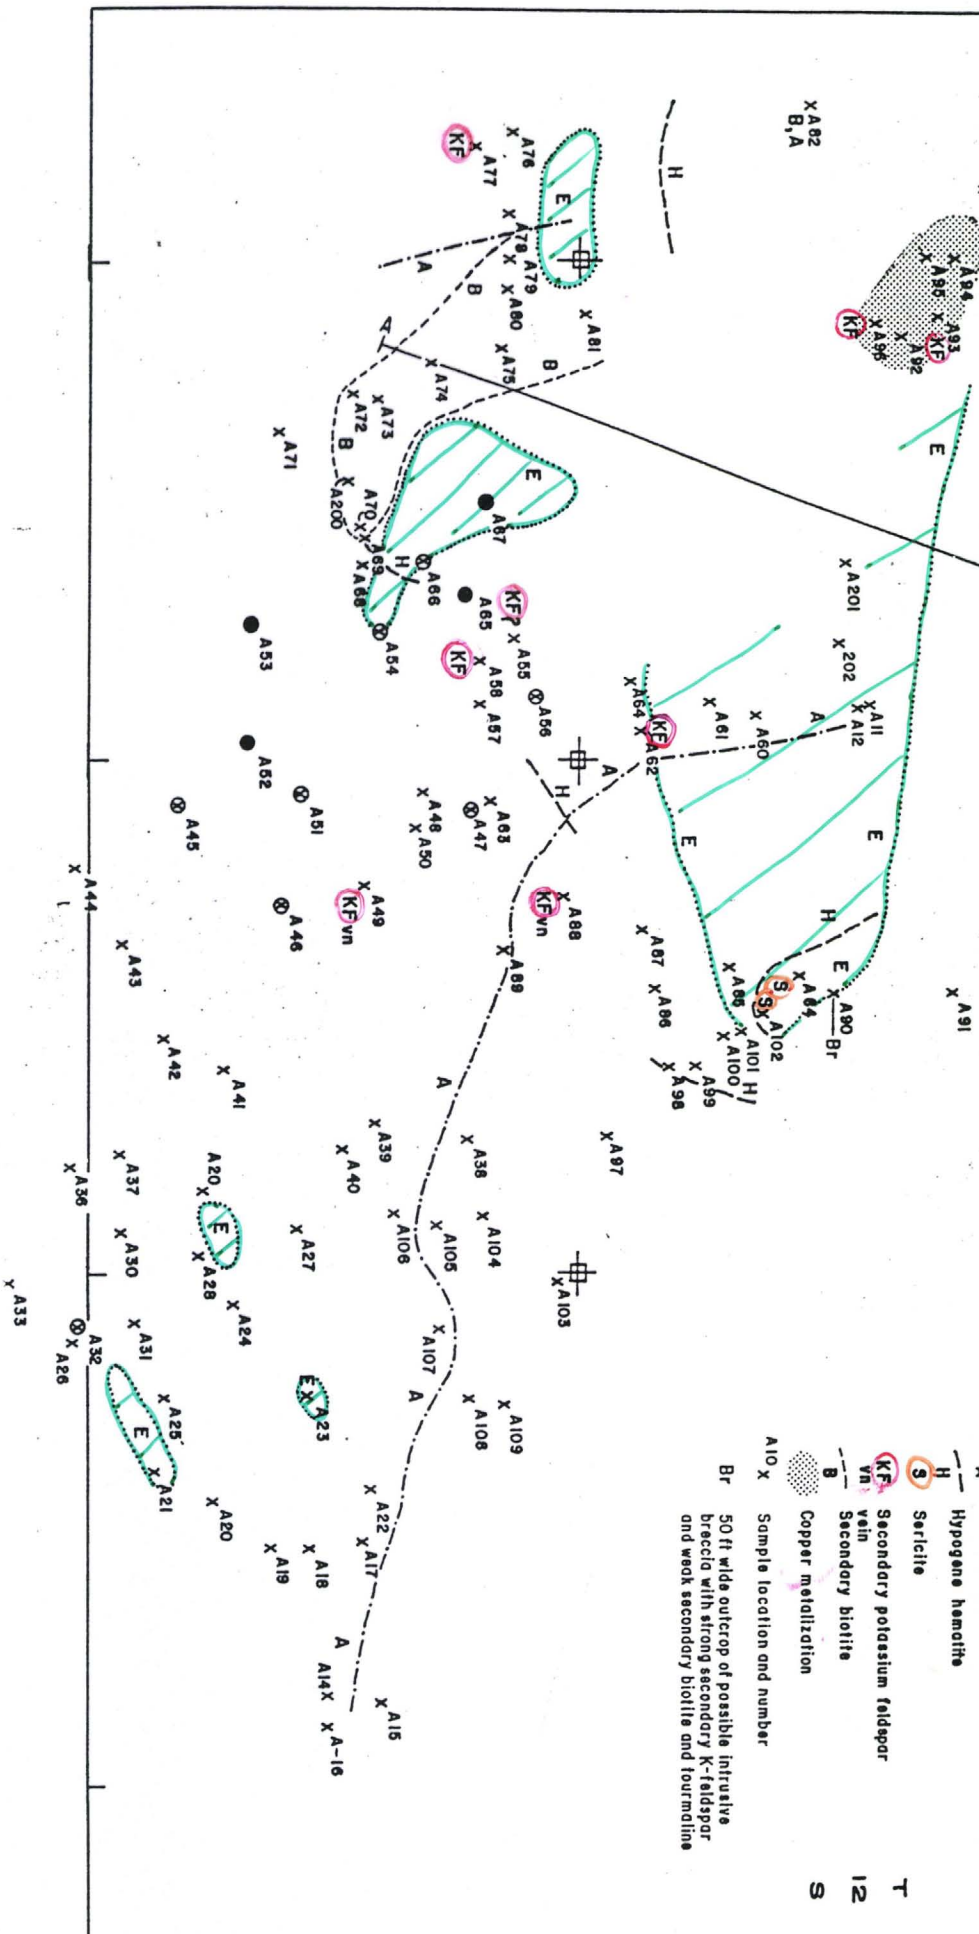 A82
B, A
H
A76
KF
A77
E
A78
A79
A80
A81
A
B
A
A94
A95
A93
KF
A96
KF
A92
B
A75
A74
A73
A72
B
A71
A200
A70
A69
A68
H
E
A67
A66
A65
A54
A53
A52
E
A201
202
A11
A12
A
A60
A61
A64
KF
A62
KF?
A55
KF
A58
A57
A56
A
H
A63
A47
A48
A50
A51
A45
A44
A46
A49
KF vn
A88
KF vn
A89
A43
E
E
H
E
A87
A86
A85
S
S
A84
A90
Br
A102
A101
A100
H
A99
A98
A91
A42
A41
A
A39
A40
A38
A97
A37
A36
A20
E
A30
A28
A27
A106
A105
A104
A103
A33
A32
A26
A31
A24
A107
A
E
A23
A25
E
A21
A108
A109
A20
A19
A18
A22
A17
A
A14
A-16
A15
H
Hypogene hematite
S
Sericite
KF
Secondary potassium feldspar
vn
vein
B
Secondary biotite
Copper metalization
A10 X
Sample location and number
Br
50 ft wide outcrop of possible intrusive
breccia with strong secondary K-feldspar
and weak secondary biotite and tourmaline
T
12
S